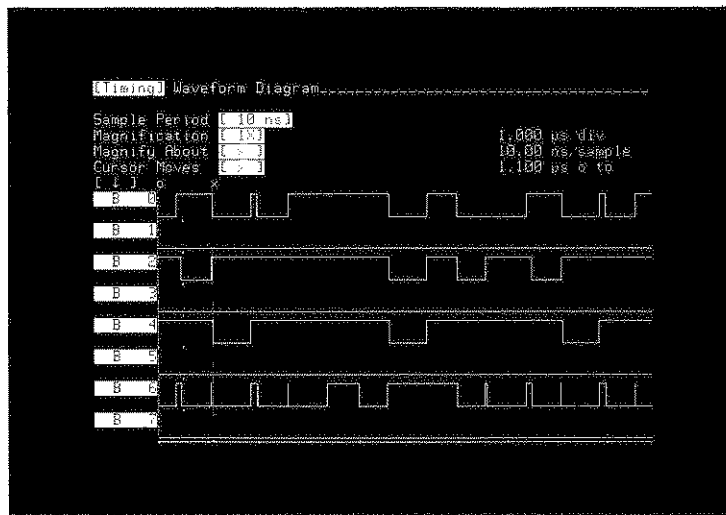 [Timing] Waveform Diagram
Sample Period [ 10 ns]
Magnification [ 1X]
1.000 µs/div
Magnify About [ > ]
10.00 ns/sample
Cursor Moves [ > ]
1.100 µs o to
[ ↓ ] o x
B 0
B 1
B 2
B 3
B 4
B 5
B 6
B 7